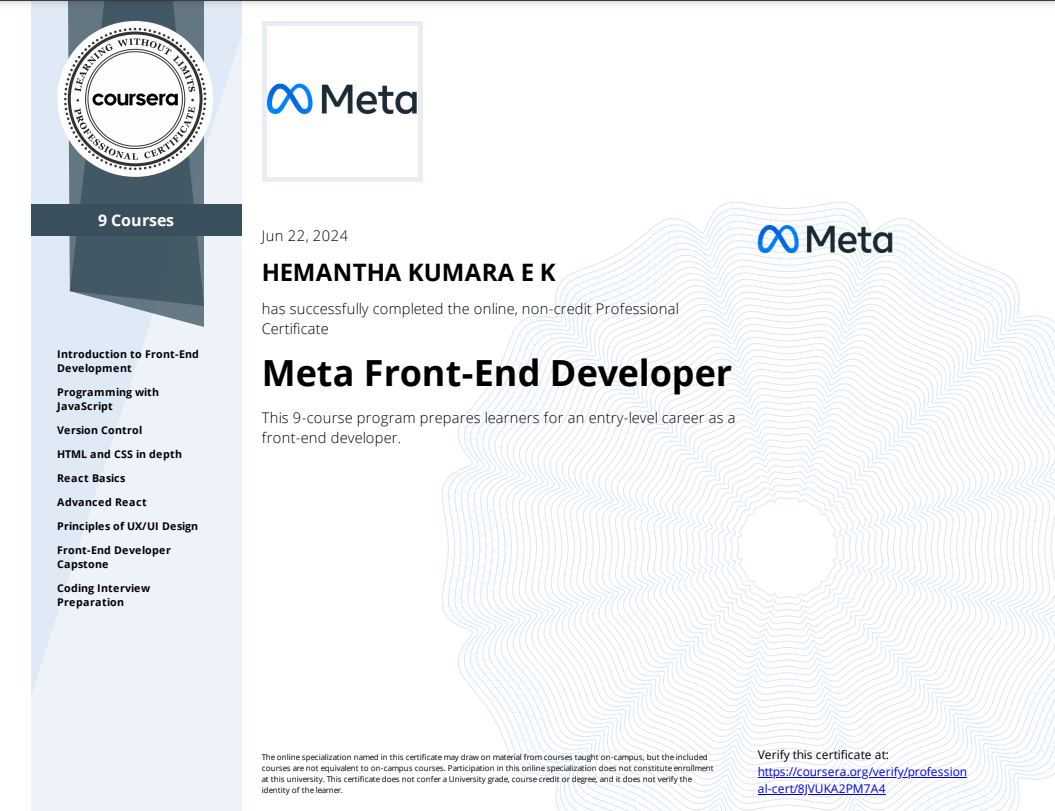 LEARNING WITHOUT LIMITS
coursera
PROFESSIONAL CERTIFICATE
9 Courses
Introduction to Front-End
Development
Programming with
JavaScript
Version Control
HTML and CSS in depth
React Basics
Advanced React
Principles of UX/UI Design
Front-End Developer
Capstone
Coding Interview
Preparation
Meta
Jun 22, 2024
HEMANTHA KUMARA E K
has successfully completed the online, non-credit Professional
Certificate
Meta Front-End Developer
This 9-course program prepares learners for an entry-level career as a
front-end developer.
Meta
The online specialization named in this certificate may draw on material from courses taught on-campus, but the included
courses are not equivalent to on-campus courses. Participation in this online specialization does not constitute enrollment
at this university. This certificate does not confer a University grade, course credit or degree, and it does not verify the
identity of the learner.
Verify this certificate at:
https://coursera.org/verify/profession
al-cert/8JVUKA2PM7A4